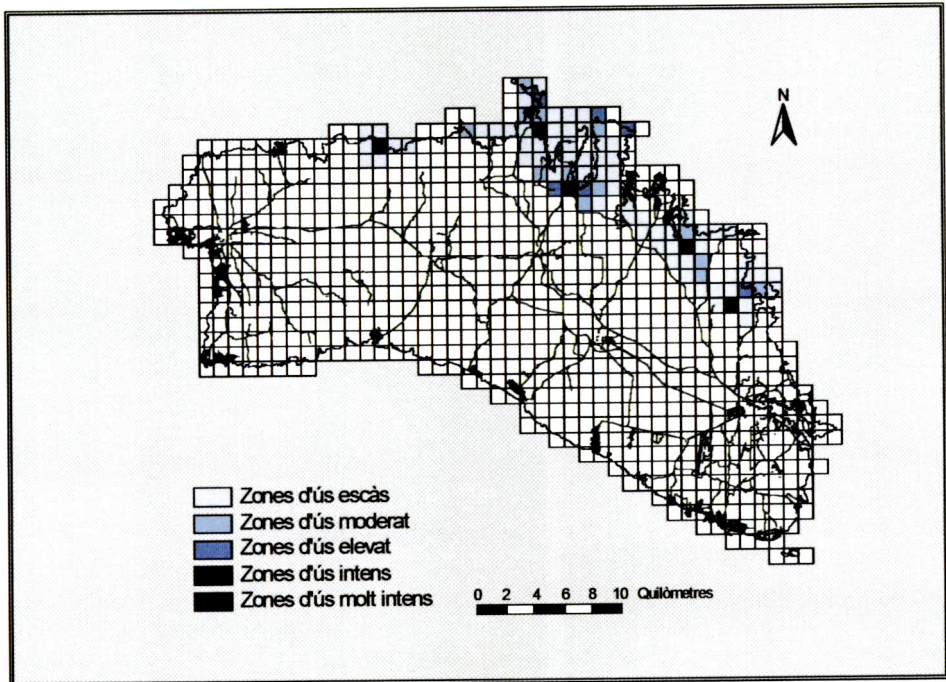 N
Zones d'ús escàs
Zones d'ús moderat
Zones d'ús elevat
Zones d'ús intens
Zones d'ús molt intens
0 2 4 6 8 10 Quilòmetres